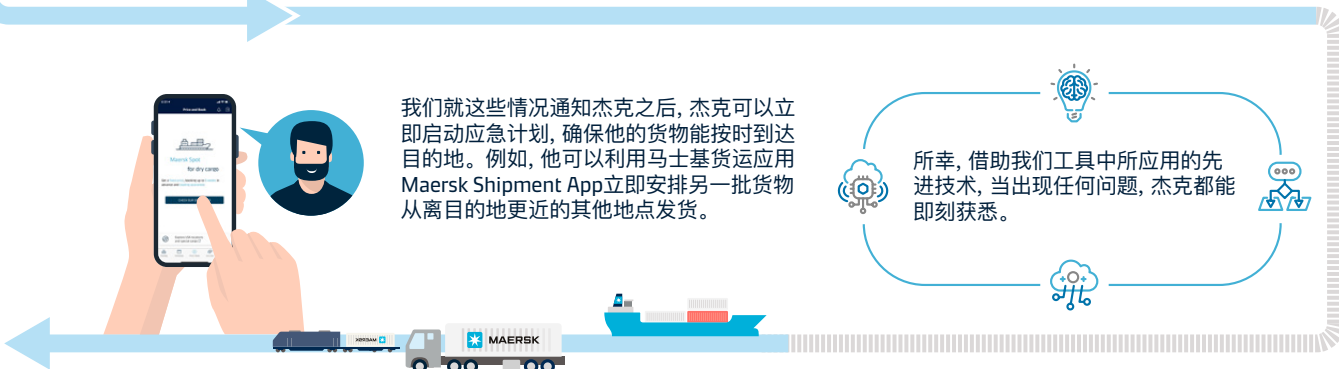 我们就这些情况通知杰克之后, 杰克可以立
即启动应急计划, 确保他的货物能按时到达
目的地。例如, 他可以利用马士基货运应用
Maersk Shipment App立即安排另一批货物
从离目的地更近的其他地点发货。
所幸, 借助我们工具中所应用的先
进技术, 当出现任何问题, 杰克都能
即刻获悉。
Price and Book
Maersk Spot
for dry cargo
MAERSK
MAERSK